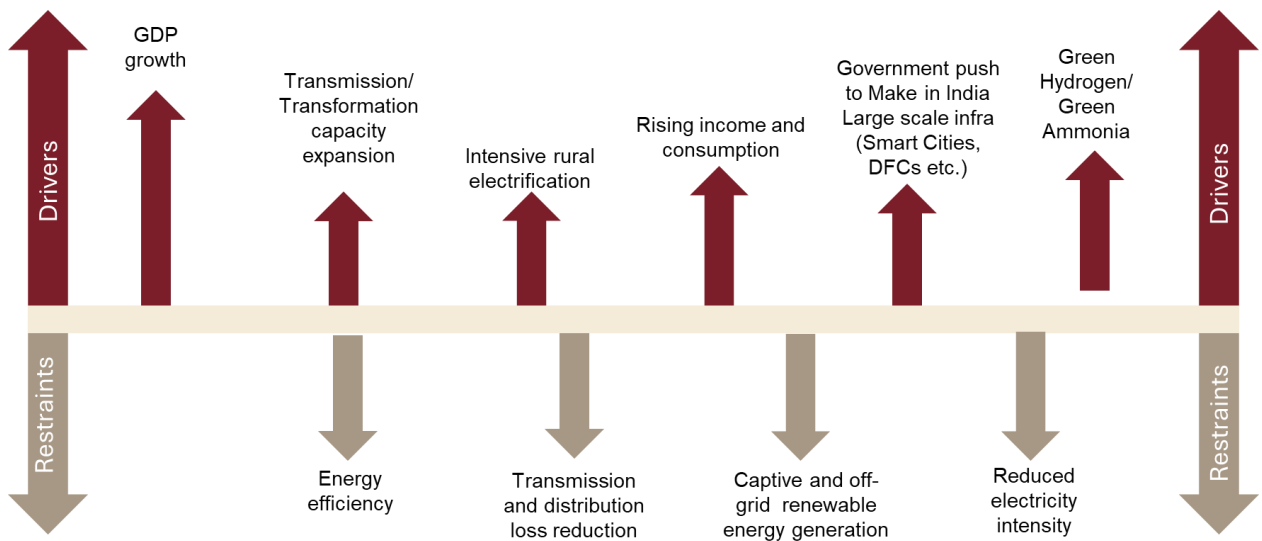 Drivers
GDP
growth
Transmission/
Transformation
capacity
expansion
Intensive rural
electrification
Rising income and
consumption
Government push
to Make in India
Large scale infra
(Smart Cities,
DFCs etc.)
Green
Hydrogen/
Green
Ammonia
Drivers
Restraints
Energy
efficiency
Transmission
and distribution
loss reduction
Captive and off-
grid renewable
energy generation
Reduced
electricity
intensity
Restraints